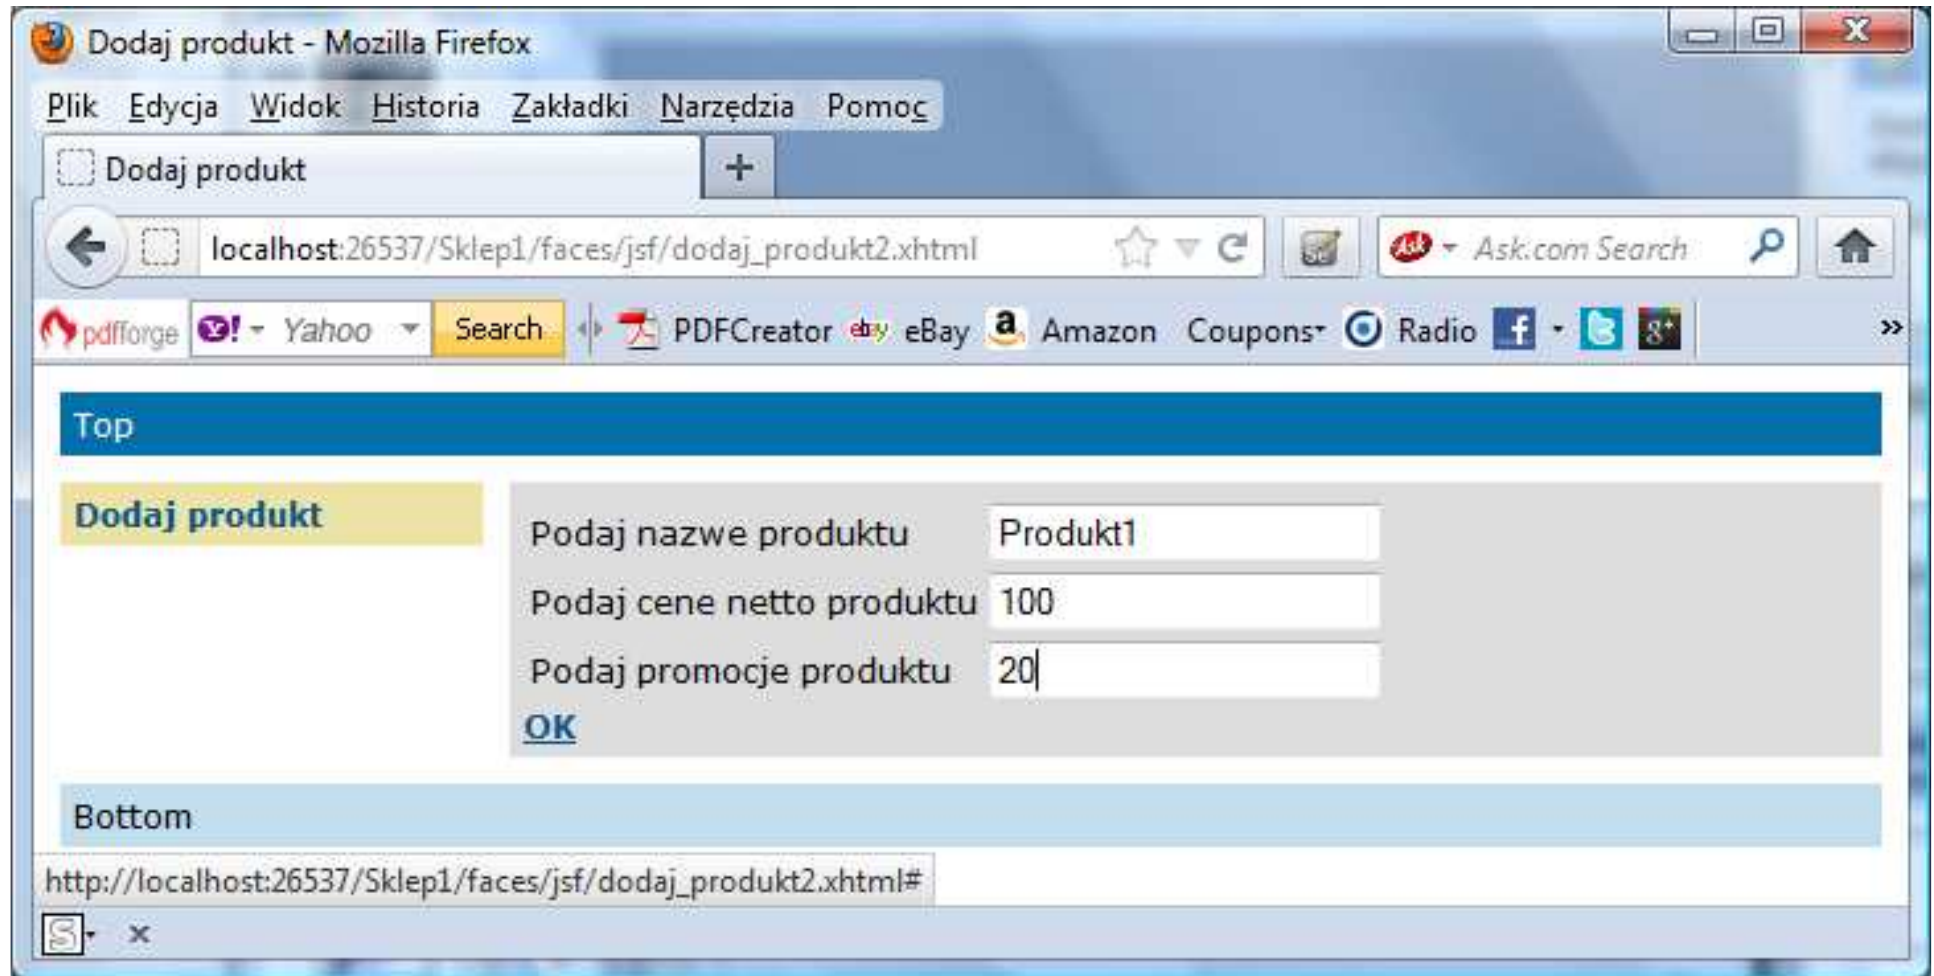 Dodaj produkt - Mozilla Firefox
Plik Edycja Widok Historia Zakładki Narzędzia Pomoc
Dodaj produkt
localhost:26537/Sklep1/faces/jsf/dodaj_produkt2.xhtml Ask Ask.com Search
pdfforge Y! Yahoo Search PDFCreator ebay eBay a Amazon Coupons Radio f g+ »
Top
Dodaj produkt
Podaj nazwe produktu Produkt1
Podaj cene netto produktu 100
Podaj promocje produktu 20
OK
Bottom
http://localhost:26537/Sklep1/faces/jsf/dodaj_produkt2.xhtml#
S